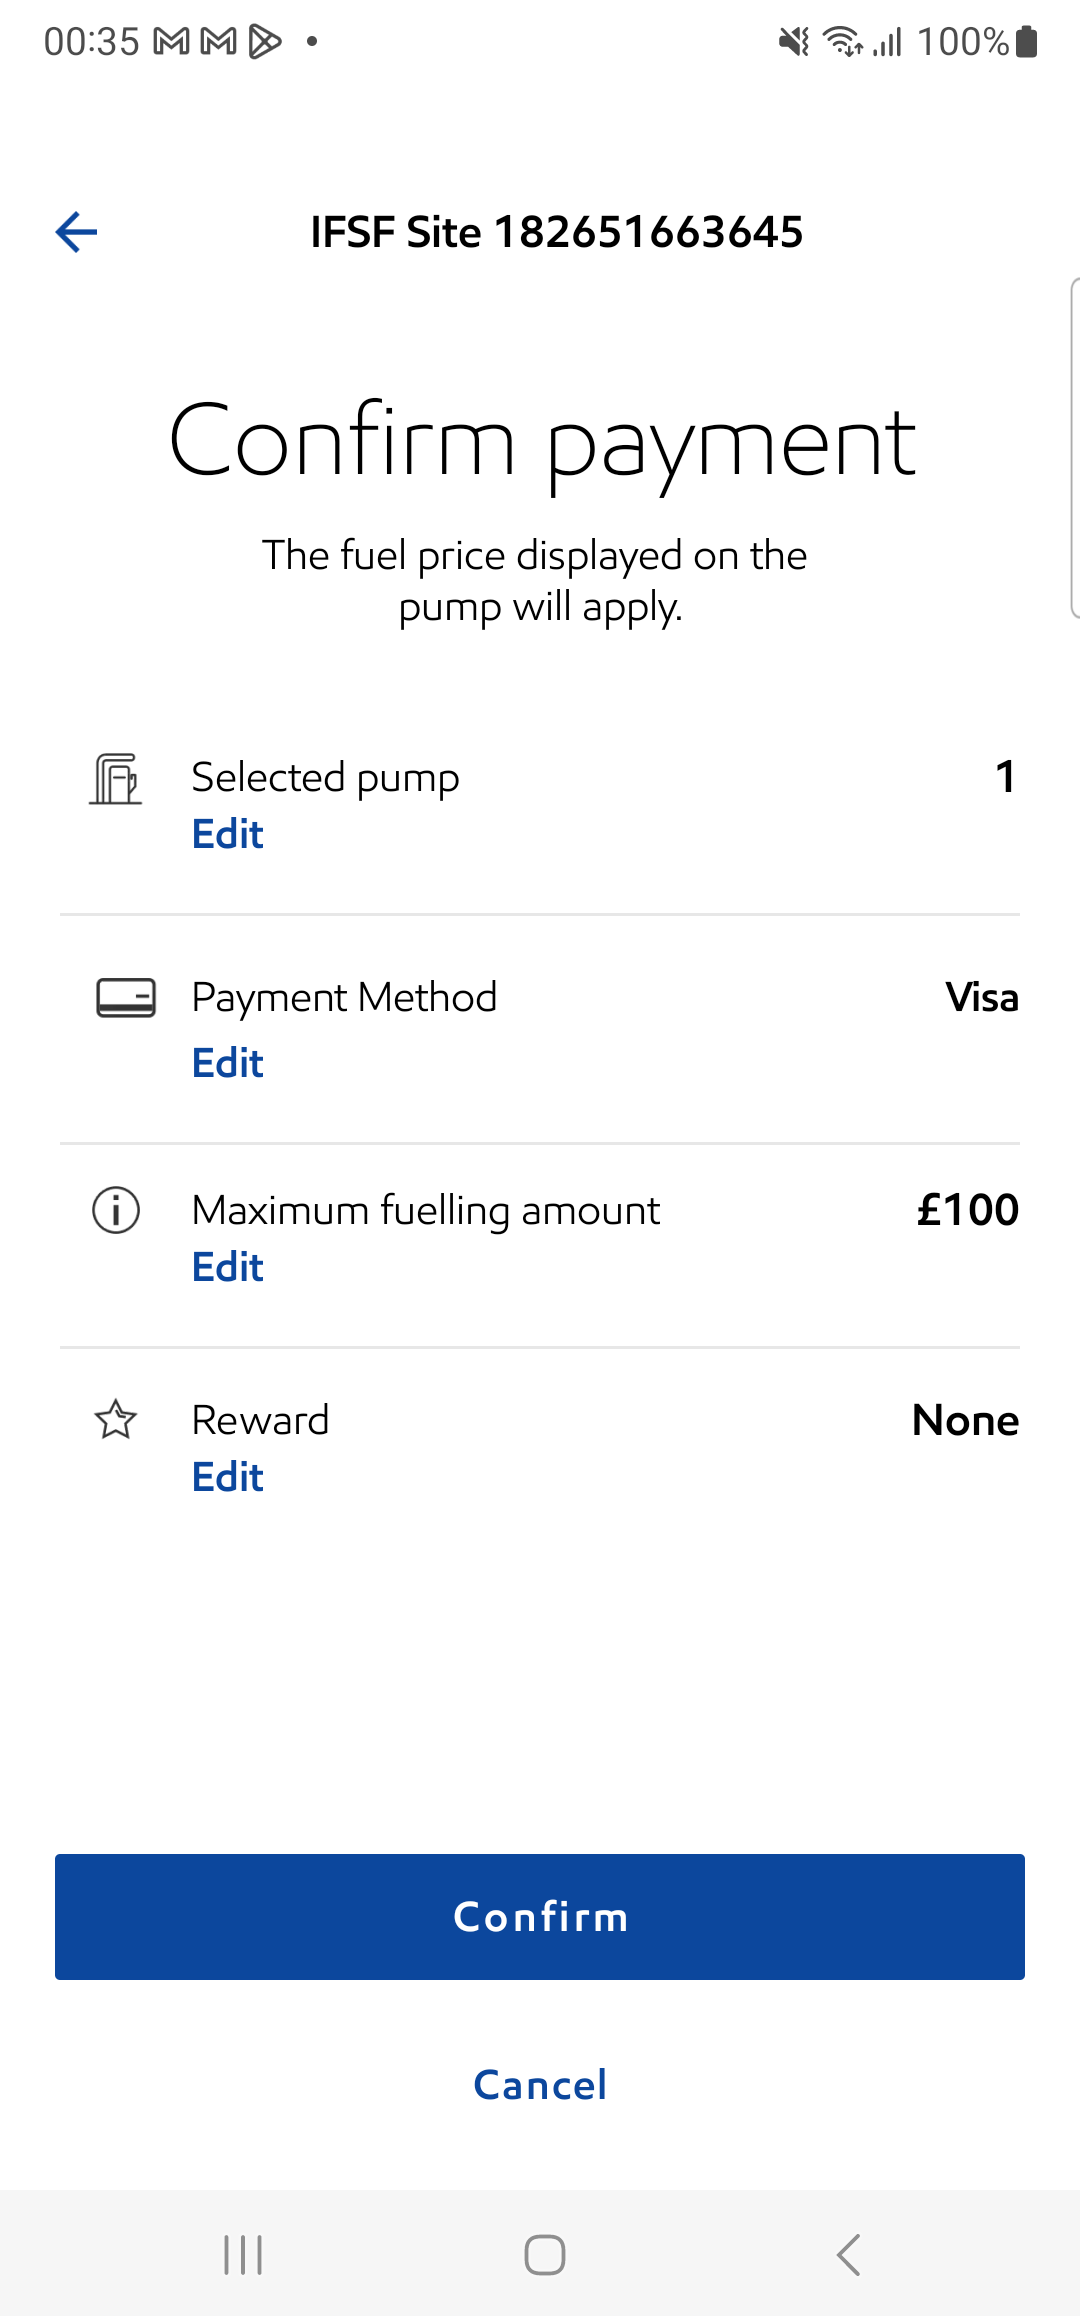 00:35
100%
IFSF Site 182651663645
Confirm payment
The fuel price displayed on the
pump will apply.
Selected pump
1
Edit
Payment Method
Visa
Edit
Maximum fuelling amount
£100
Edit
Reward
None
Edit
Confirm
Cancel